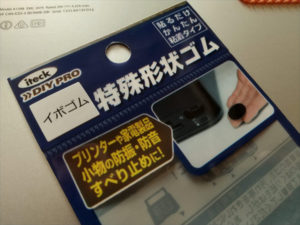 iteck
DIYPRO
貼るだけ
かんたん
粘着タイプ
イボゴム
特殊形状ゴム
プリンターや家電製品
小物の防振・防音
すべり止めに!